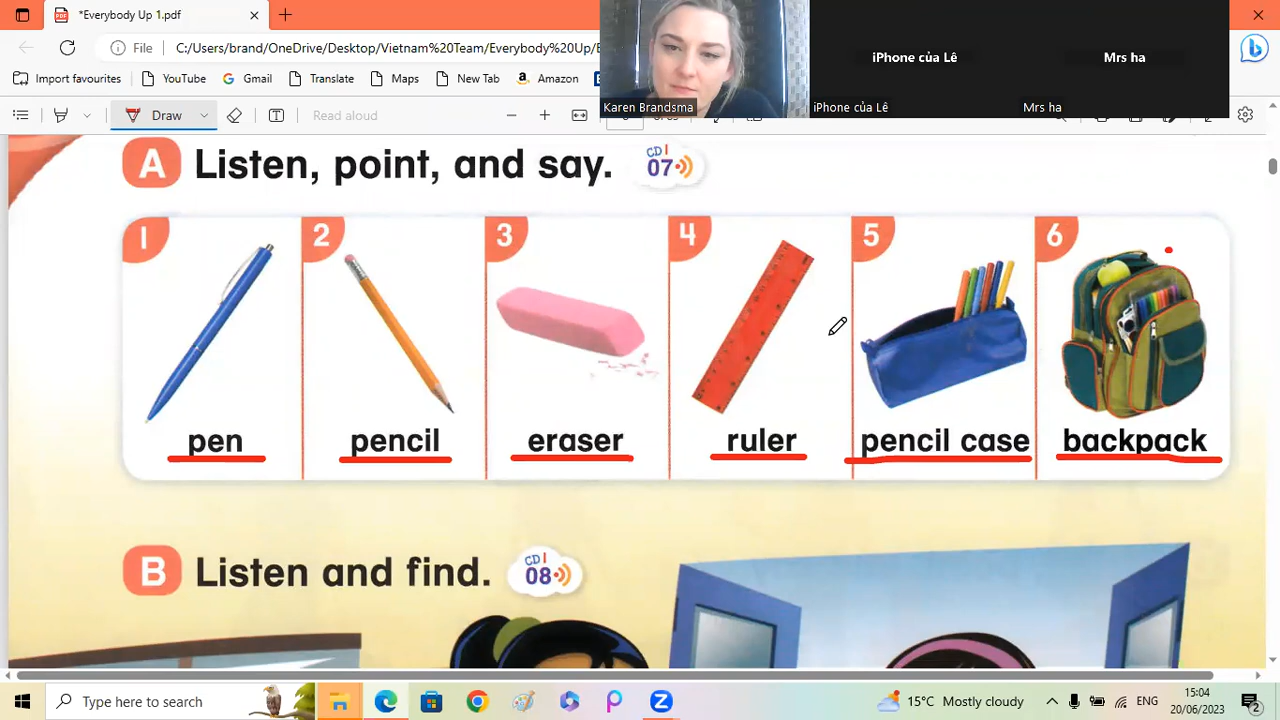 *Everybody Up 1.pdf
File C:/Users/brand/OneDrive/Desktop/Vietnam%20Team/Everybody%20Up/E
Import favourites YouTube Gmail Translate Maps New Tab Amazon
Draw Read aloud
Karen Brandsma
iPhone của Lê
iPhone của Lê
Mrs ha
Mrs ha
A Listen, point, and say. CD 1 07
1 2 3 4 5 6
pen pencil eraser ruler pencil case backpack
B Listen and find. CD 1 08
Type here to search
15°C Mostly cloudy ENG 15:04
20/06/2023 2